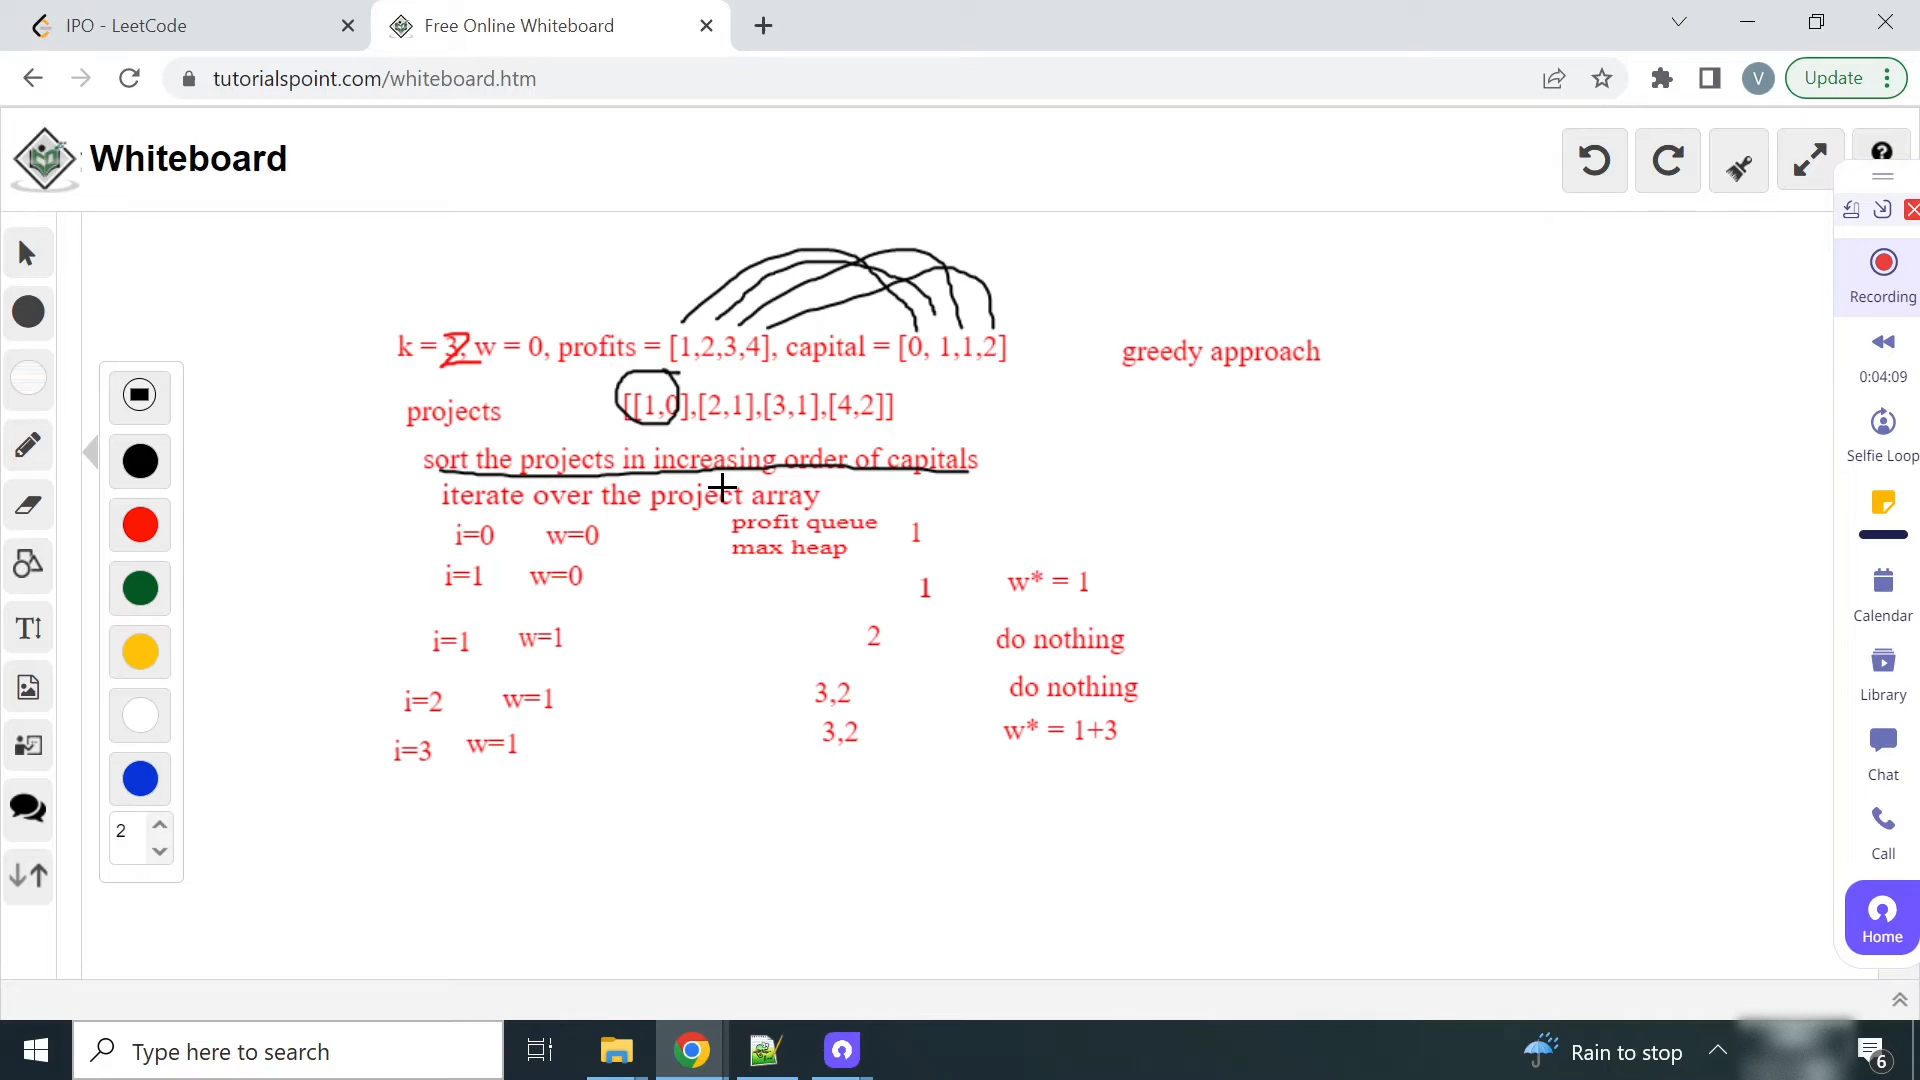 IPO - LeetCode
Free Online Whiteboard
tutorialspoint.com/whiteboard.htm
V
Update
Whiteboard
?
Recording
k = 3, w = 0, profits = [1,2,3,4], capital = [0, 1,1,2]
2
greedy approach
0:04:09
projects
[[1,0],[2,1],[3,1],[4,2]]
Selfie Loop
sort the projects in increasing order of capitals
iterate over the project array
profit queue
max heap
i=0 w=0
1
i=1 w=0
1
w* = 1
Calendar
i=1 w=1
2
do nothing
T
i=2 w=1
3,2
do nothing
Library
i=3 w=1
3,2
w* = 1+3
Chat
2
Call
Home
Type here to search
Rain to stop
6